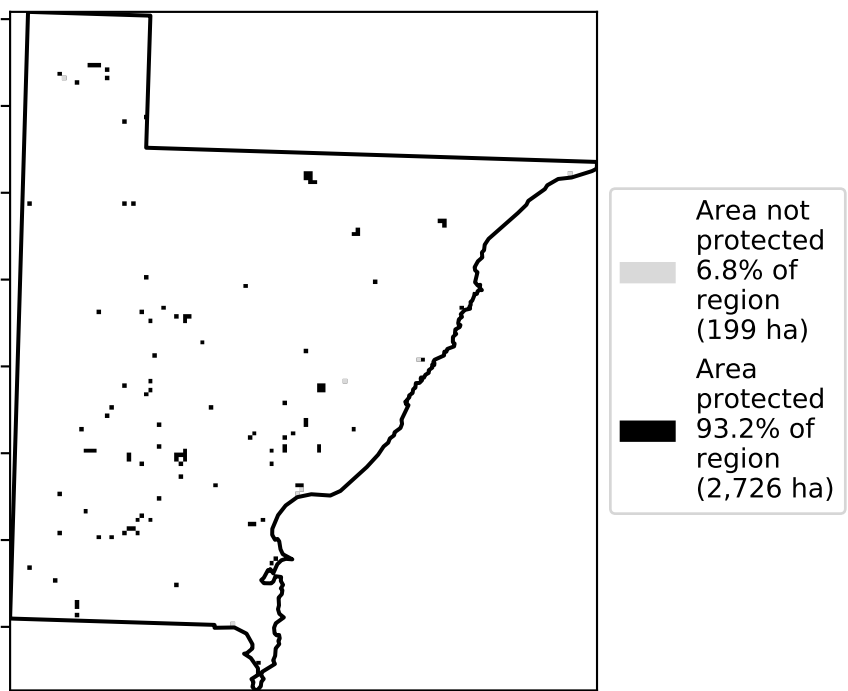 Area not
protected
6.8% of
region
(199 ha)
Area
protected
93.2% of
region
(2,726 ha)